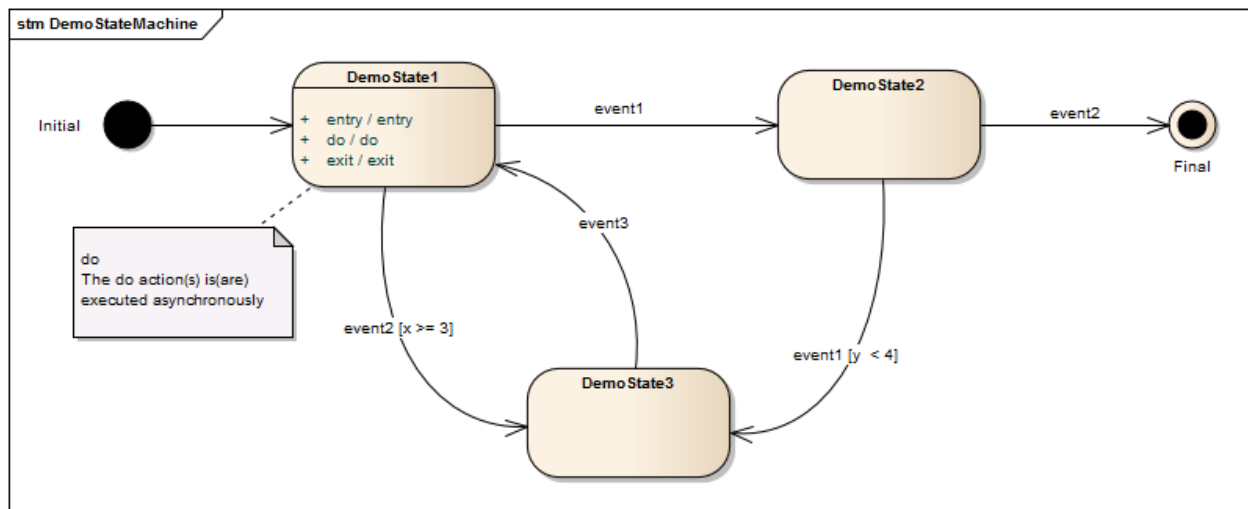 stm DemoStateMachine
Initial
DemoState1
+ entry / entry
+ do / do
+ exit / exit
event1
DemoState2
event2
Final
do
The do action(s) is(are)
executed asynchronously
event3
event2 [x >= 3]
event1 [y < 4]
DemoState3